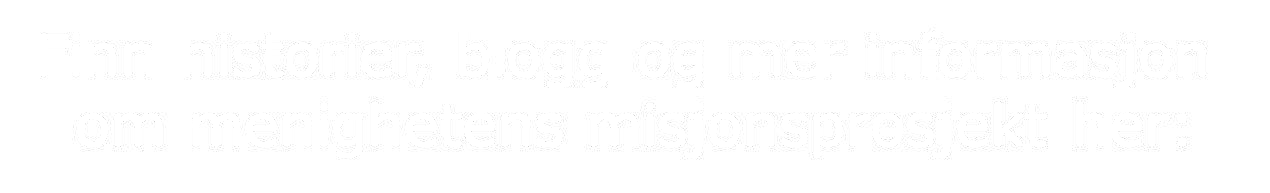 Finn historier, blogg og mer informasjon
om menighetens misjonsprosjekt her: